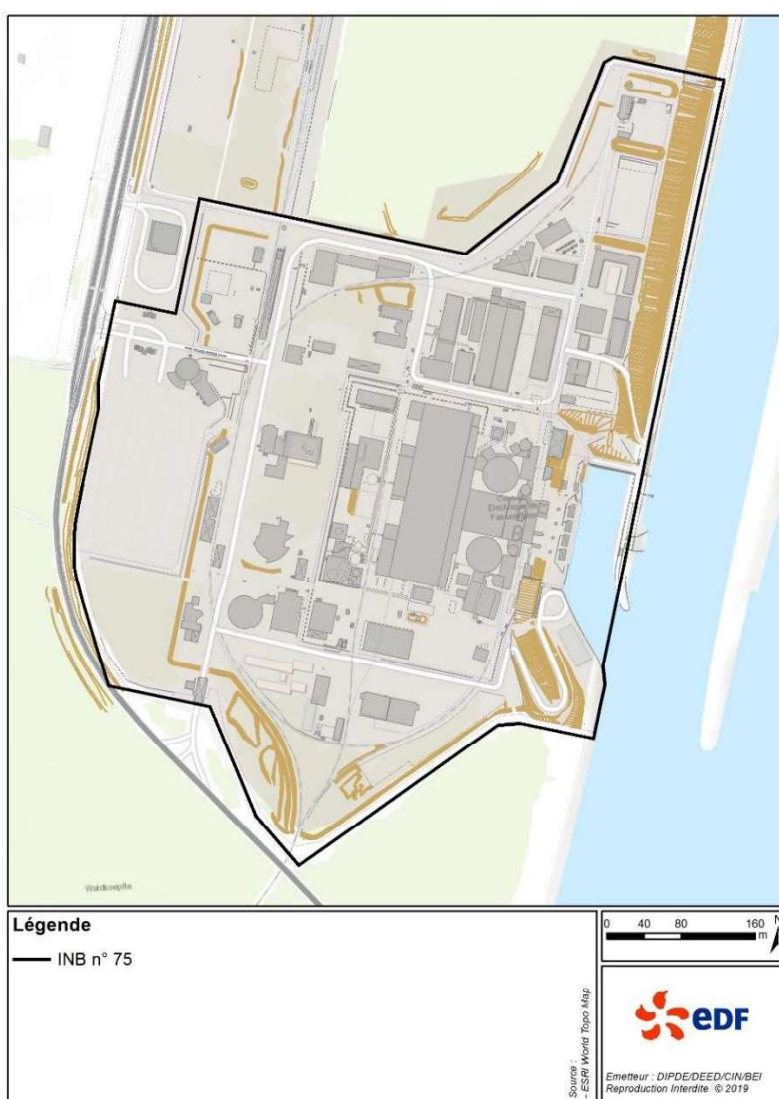 Waldkoepfle
Légende
INB n° 75
0 40 80 160
m
N
Source :
- ESRI World Topo Map
eDF
Emetteur : DIPDE/DEED/CIN/BEI
Reproduction Interdite © 2019